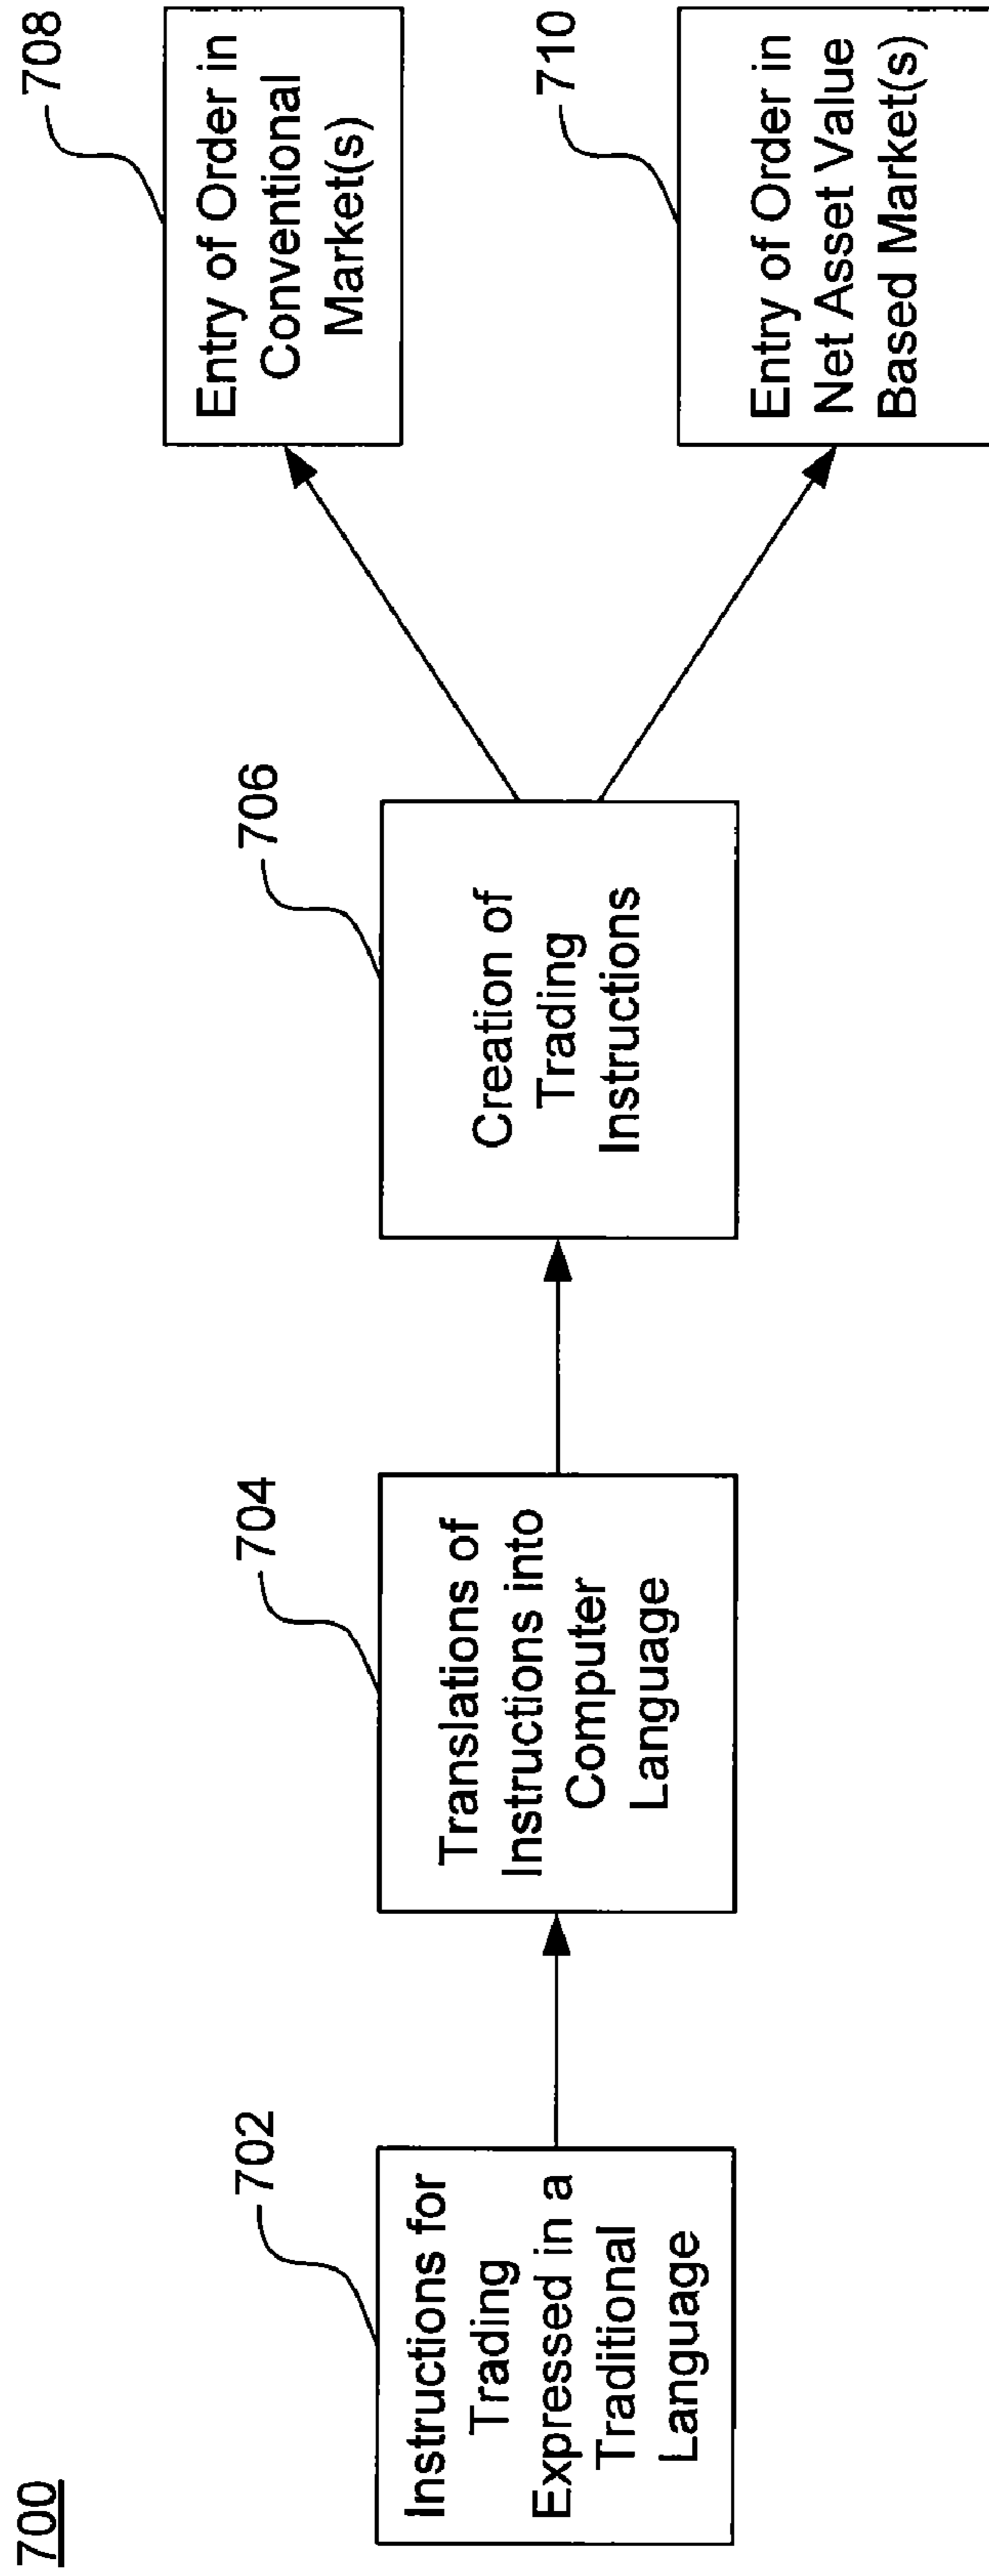 700
702
Instructions for
Trading
Expressed in a
Traditional
Language
704
Translations of
Instructions into
Computer
Language
706
Creation of
Trading
Instructions
708
Entry of Order in
Conventional
Market(s)
710
Entry of Order in
Net Asset Value
Based Market(s)